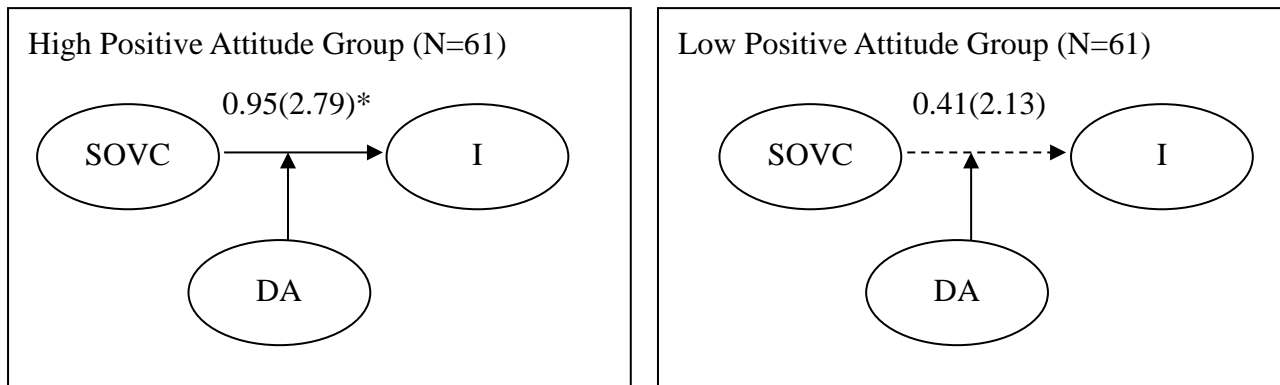 High Positive Attitude Group (N=61)
0.95(2.79)*
SOVC
I
DA
Low Positive Attitude Group (N=61)
0.41(2.13)
SOVC
I
DA